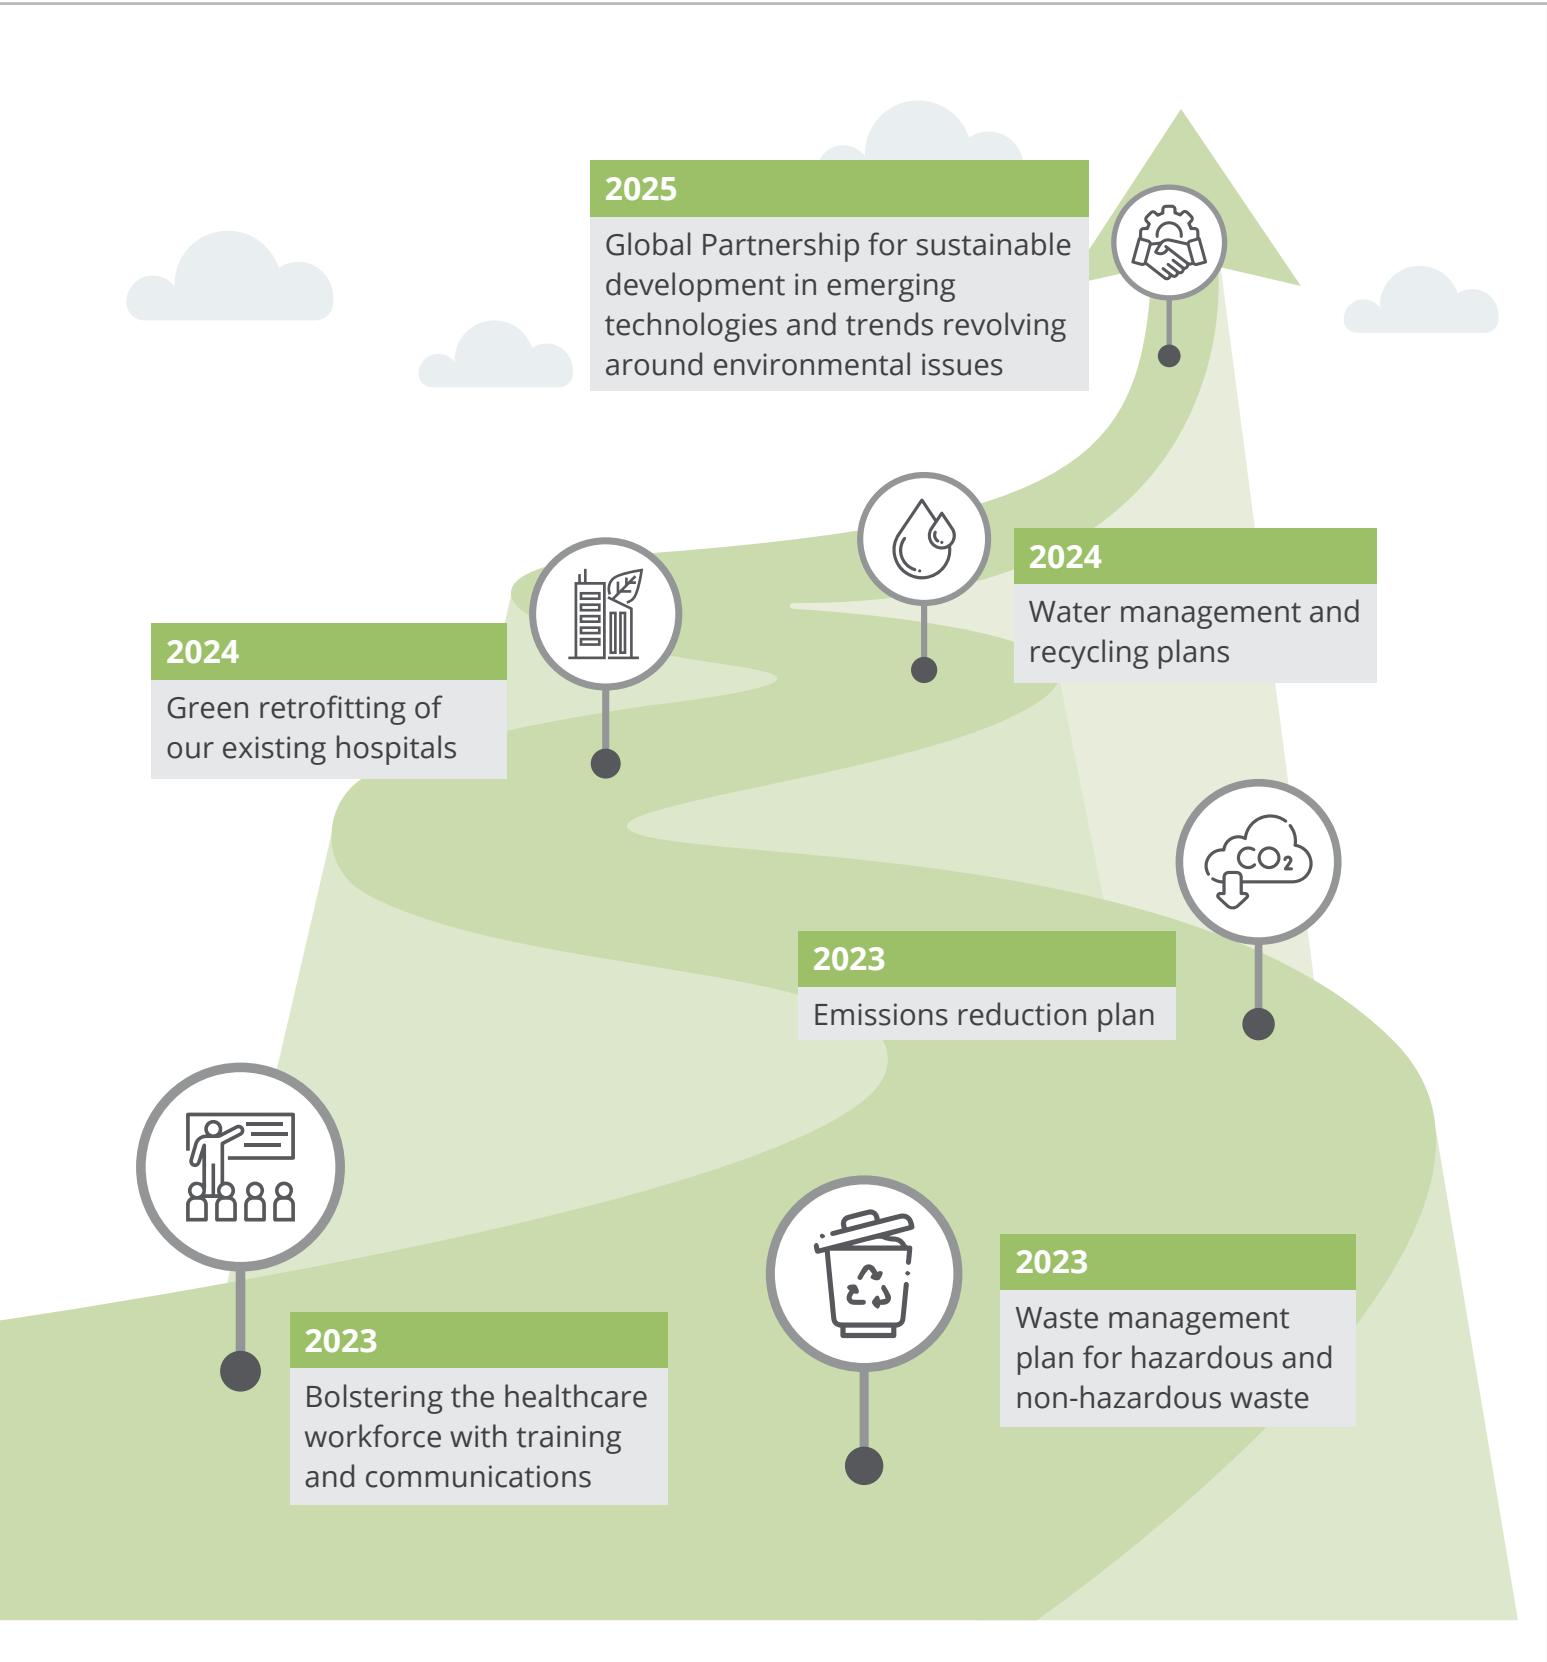 2025
Global Partnership for sustainable
development in emerging
technologies and trends revolving
around environmental issues
2024
Water management and
recycling plans
2024
Green retrofitting of
our existing hospitals
CO2
2023
Emissions reduction plan
2023
Waste management
plan for hazardous and
non-hazardous waste
2023
Bolstering the healthcare
workforce with training
and communications